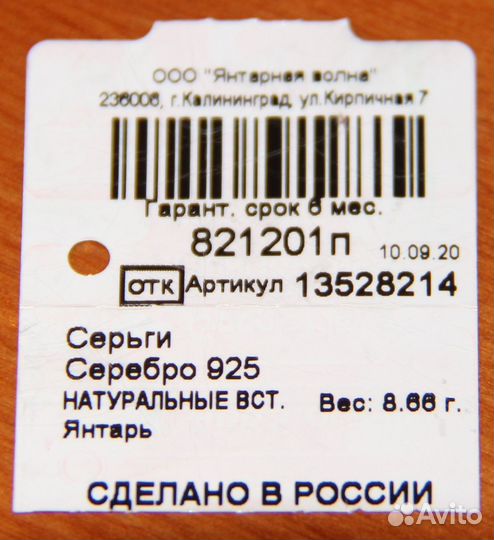 ООО "Янтарная волна"
236006, г.Калининград, ул.Кирпичная 7
Гарант. срок 6 мес.
821201п 10.09.20
ОТК Артикул 13528214
Серьги
Серебро 925
НАТУРАЛЬНЫЕ ВСТ. Вес: 8.66 г.
Янтарь
СДЕЛАНО В РОССИИ
Avito